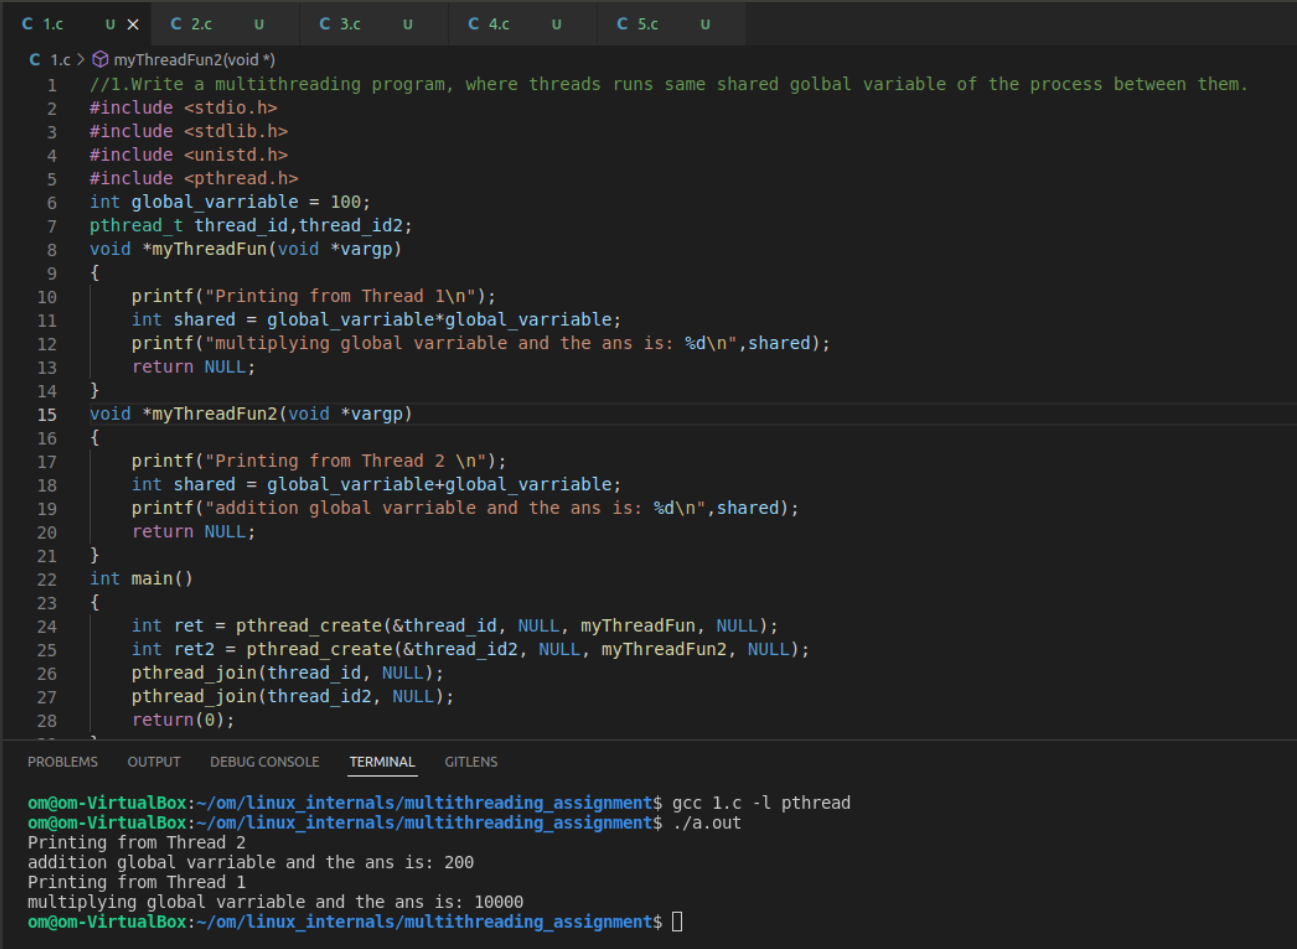 C 1.c U × C 2.c U C 3.c U C 4.c U C 5.c U
C 1.c > myThreadFun2(void *)
1 //1.Write a multithreading program, where threads runs same shared golbal variable of the process between them.
2 #include <stdio.h>
3 #include <stdlib.h>
4 #include <unistd.h>
5 #include <pthread.h>
6 int global_varriable = 100;
7 pthread_t thread_id,thread_id2;
8 void *myThreadFun(void *vargp)
9 {
10 printf("Printing from Thread 1\n");
11 int shared = global_varriable*global_varriable;
12 printf("multiplying global varriable and the ans is: %d\n",shared);
13 return NULL;
14 }
15 void *myThreadFun2(void *vargp)
16 {
17 printf("Printing from Thread 2 \n");
18 int shared = global_varriable+global_varriable;
19 printf("addition global varriable and the ans is: %d\n",shared);
20 return NULL;
21 }
22 int main()
23 {
24 int ret = pthread_create(&thread_id, NULL, myThreadFun, NULL);
25 int ret2 = pthread_create(&thread_id2, NULL, myThreadFun2, NULL);
26 pthread_join(thread_id, NULL);
27 pthread_join(thread_id2, NULL);
28 return(0);
PROBLEMS OUTPUT DEBUG CONSOLE TERMINAL GITLENS
om@om-VirtualBox:~/om/linux_internals/multithreading_assignment$ gcc 1.c -l pthread
om@om-VirtualBox:~/om/linux_internals/multithreading_assignment$ ./a.out
Printing from Thread 2
addition global varriable and the ans is: 200
Printing from Thread 1
multiplying global varriable and the ans is: 10000
om@om-VirtualBox:~/om/linux_internals/multithreading_assignment$